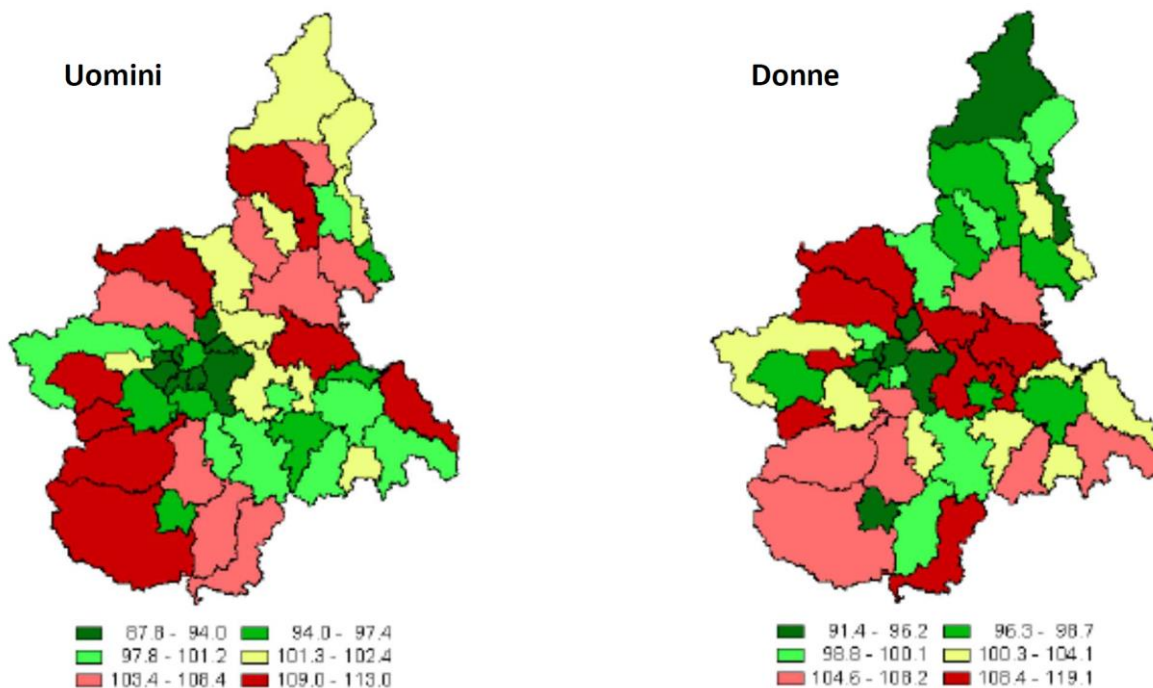 Uomini
Donne
87.8 - 94.0 94.0 - 97.4
97.8 - 101.2 101.3 - 102.4
103.4 - 108.4 109.0 - 113.0
91.4 - 96.2 96.3 - 98.7
98.8 - 100.1 100.3 - 104.1
104.6 - 108.2 108.4 - 119.1